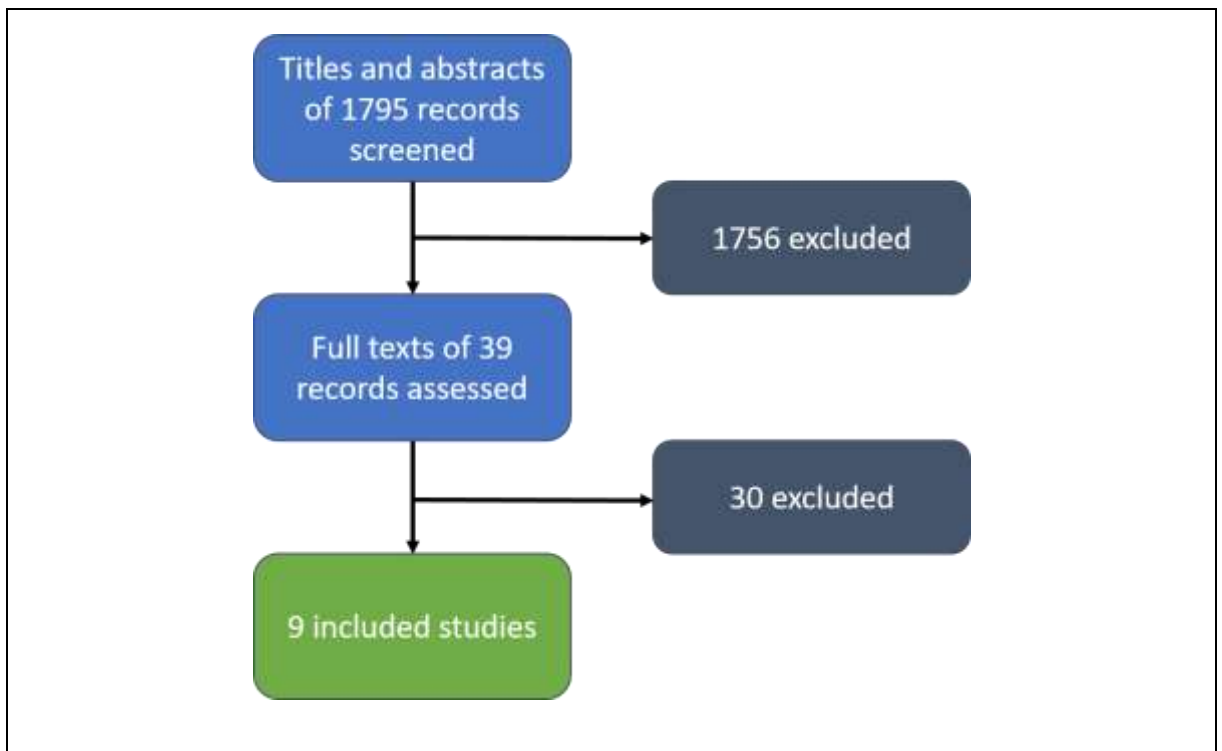 Titles and abstracts
of 1795 records
screened
1756 excluded
Full texts of 39
records assessed
30 excluded
9 included studies